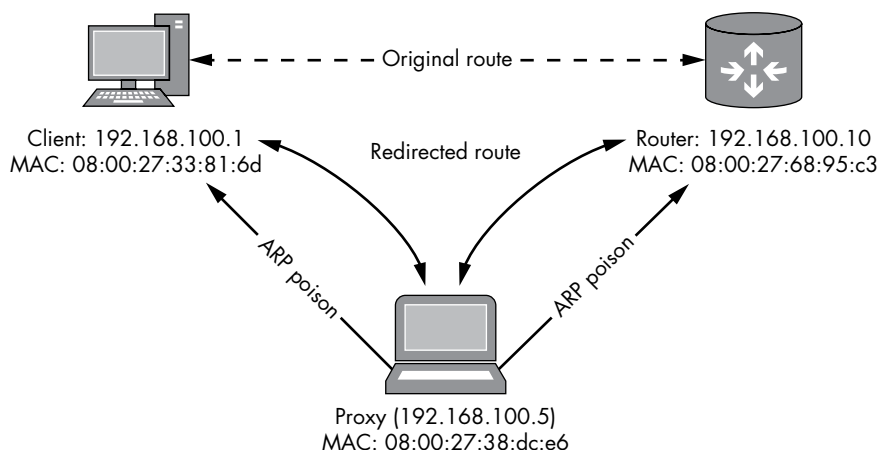 Original route
Client: 192.168.100.1
MAC: 08:00:27:33:81:6d
Router: 192.168.100.10
MAC: 08:00:27:68:95:c3
Redirected route
ARP poison
ARP poison
Proxy (192.168.100.5)
MAC: 08:00:27:38:dc:e6